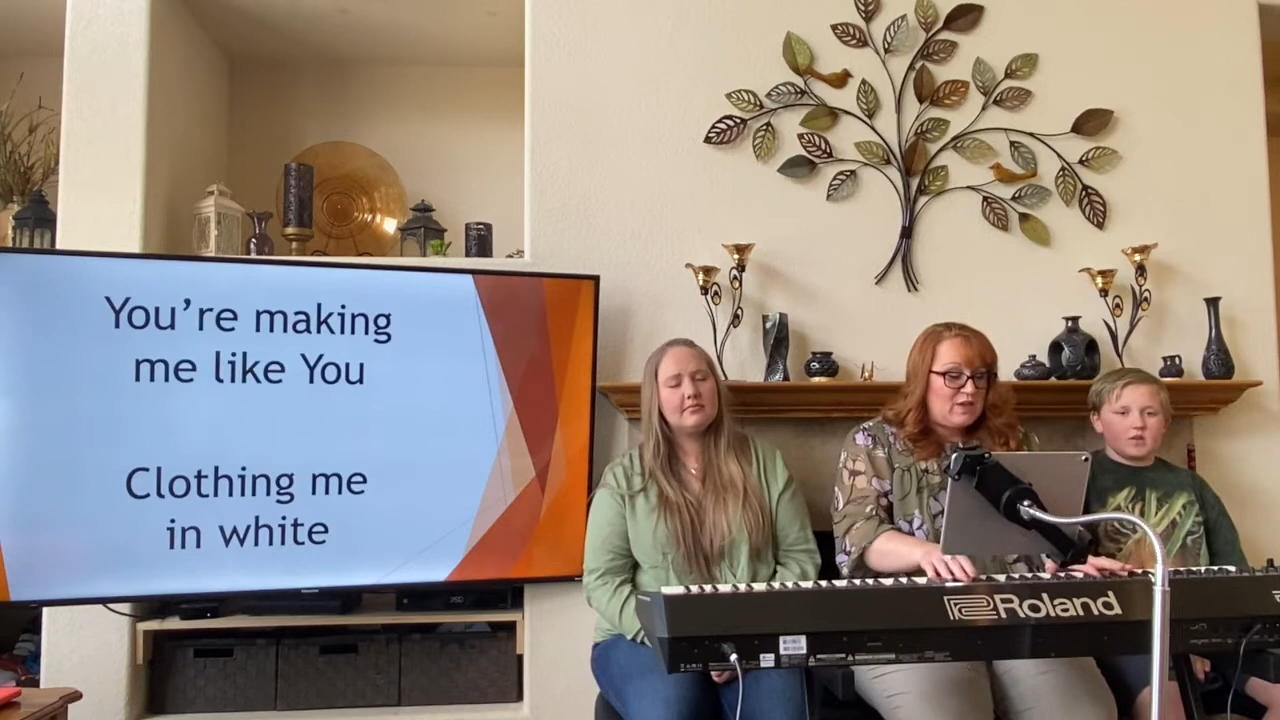 You're making
me like You
Clothing me
in white
Roland